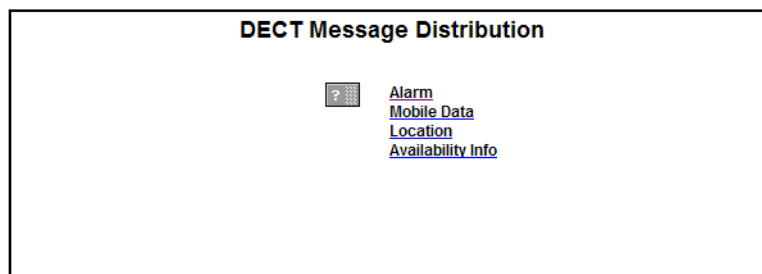 DECT Message Distribution
?
Alarm
Mobile Data
Location
Availability Info